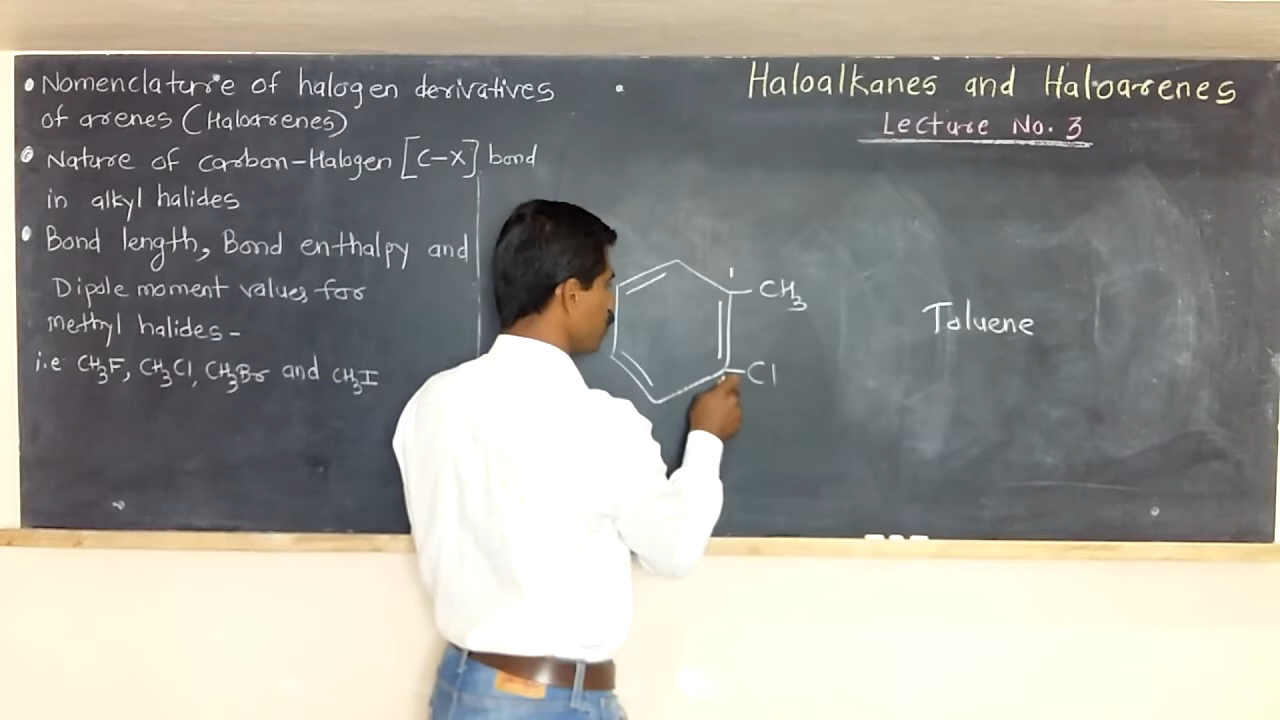 • Nomenclature of halogen derivatives
of arenes (Haloarenes)
• Nature of carbon-Halogen [C-X] bond
in alkyl halides
• Bond length, Bond enthalpy and
Dipole moment values for
methyl halides -
i.e CH₃F, CH₃Cl, CH₃Br and CH₃I
Haloalkanes and Haloarenes
Lecture No. 3
CH₃
Cl
Toluene